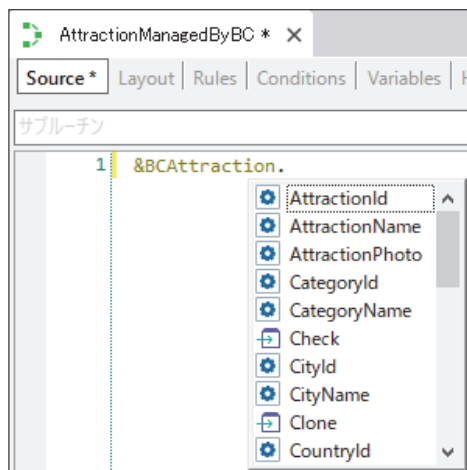 AttractionManagedByBC * ×
Source * Layout Rules Conditions Variables H
サブルーチン
1 &BCAttraction.
AttractionId
AttractionName
AttractionPhoto
CategoryId
CategoryName
Check
CityId
CityName
Clone
CountryId